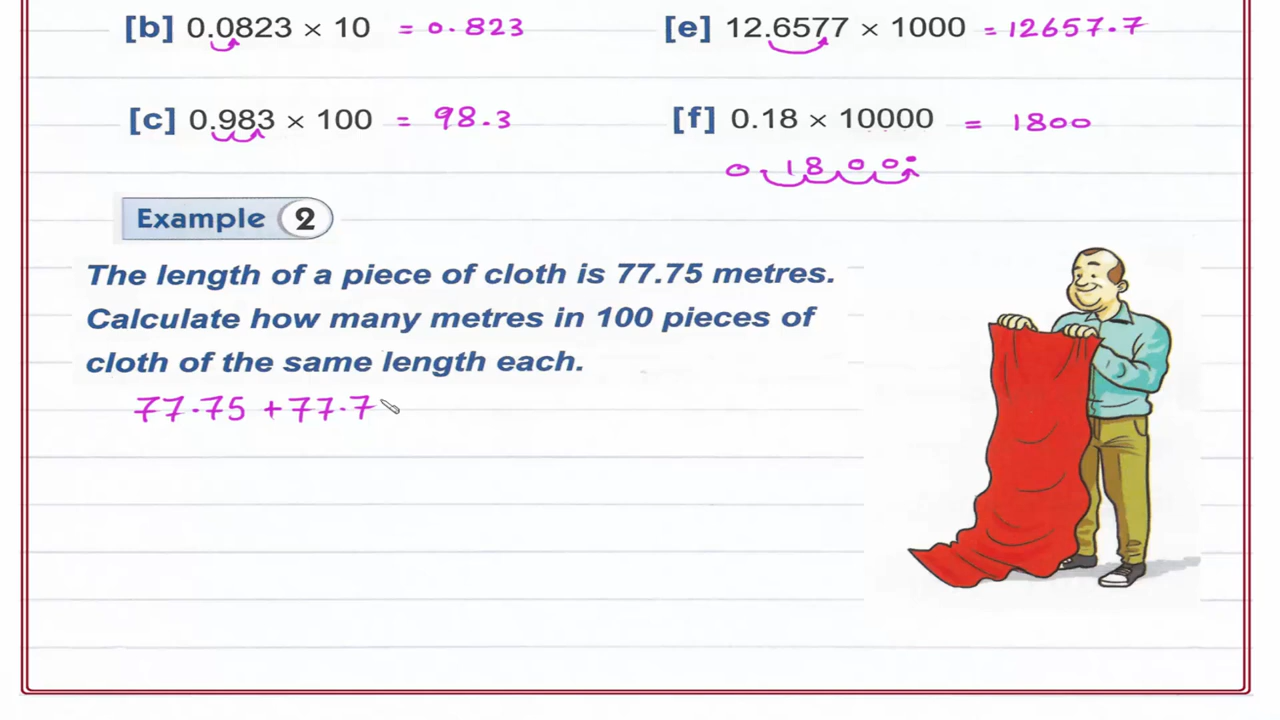 [b] 0.0823 × 10 = 0.823
[e] 12.6577 × 1000 = 12657.7
[c] 0.983 × 100 = 98.3
[f] 0.18 × 10000 = 1800
0.1800.
Example 2
The length of a piece of cloth is 77.75 metres.
Calculate how many metres in 100 pieces of
cloth of the same length each.
77.75 + 77.7